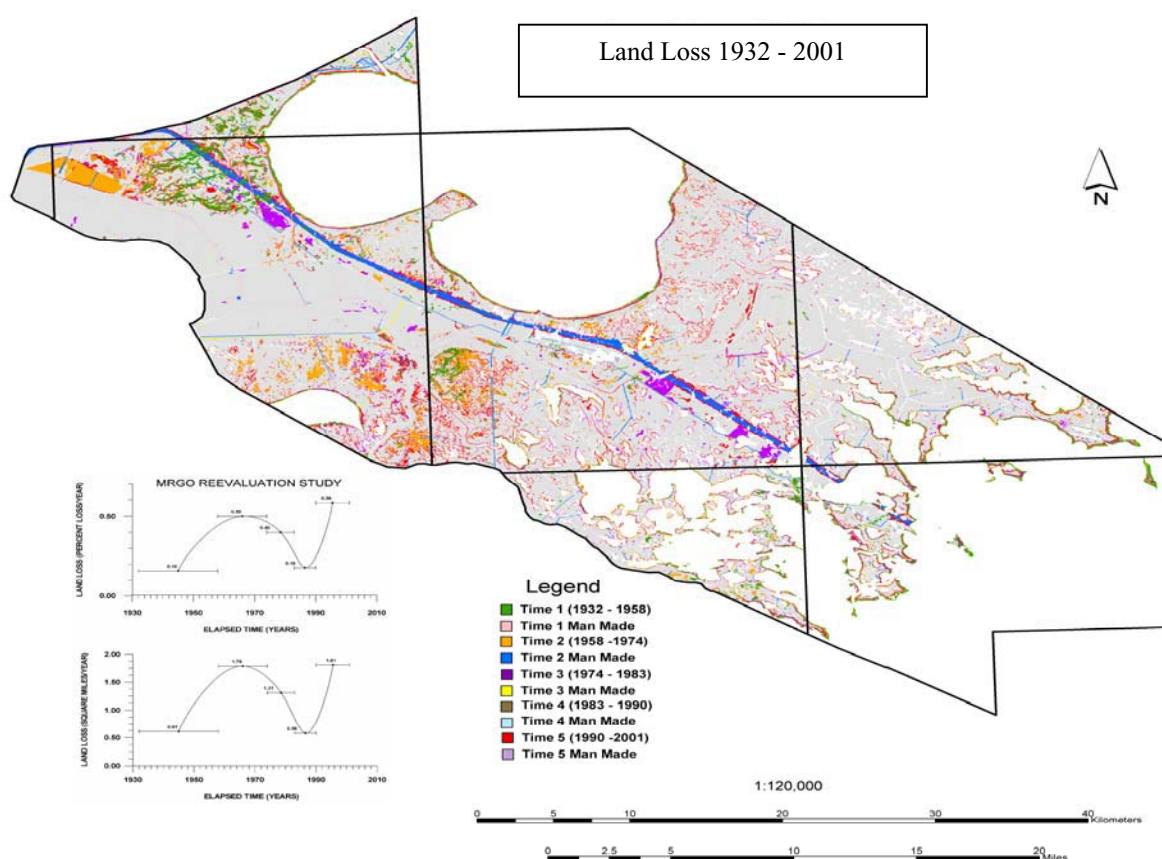 Land Loss 1932 - 2001
N
MRGO REEVALUATION STUDY
LAND LOSS (PERCENT LOSS/YEAR)
0.50
0.00
1930 1950 1970 1990 2010
ELAPSED TIME (YEARS)
LAND LOSS (SQUARE MILES/YEAR)
2.00
1.50
1.00
0.50
0.00
1.31
1930 1950 1970 1990 2010
ELAPSED TIME (YEARS)
Legend
Time 1 (1932 - 1958)
Time 1 Man Made
Time 2 (1958 -1974)
Time 2 Man Made
Time 3 (1974 - 1983)
Time 3 Man Made
Time 4 (1983 - 1990)
Time 4 Man Made
Time 5 (1990 -2001)
Time 5 Man Made
1:120,000
0 5 10 20 30 40
Kilometers
0 2.5 5 10 15 20
Miles